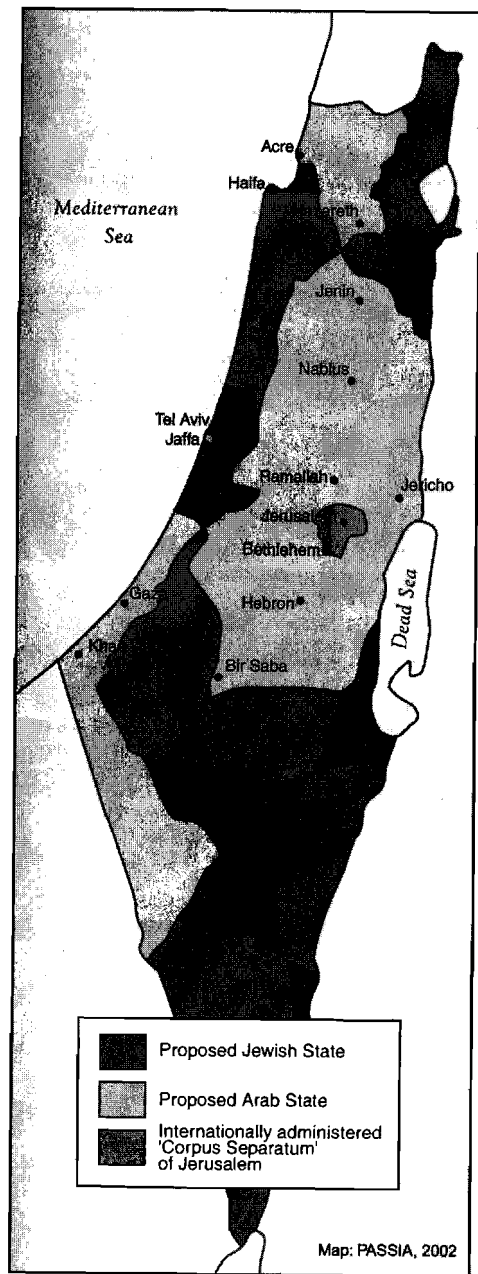 Acre
Haifa
Mediterranean
Sea
Jenin
Nablus
Tel Aviv
Jaffa
Ramallah
Jericho
Bethlehem
Dead Sea
Hebron
Bir Saba
Proposed Jewish State
Proposed Arab State
Internationally administered
'Corpus Separatum'
of Jerusalem
Map: PASSIA, 2002